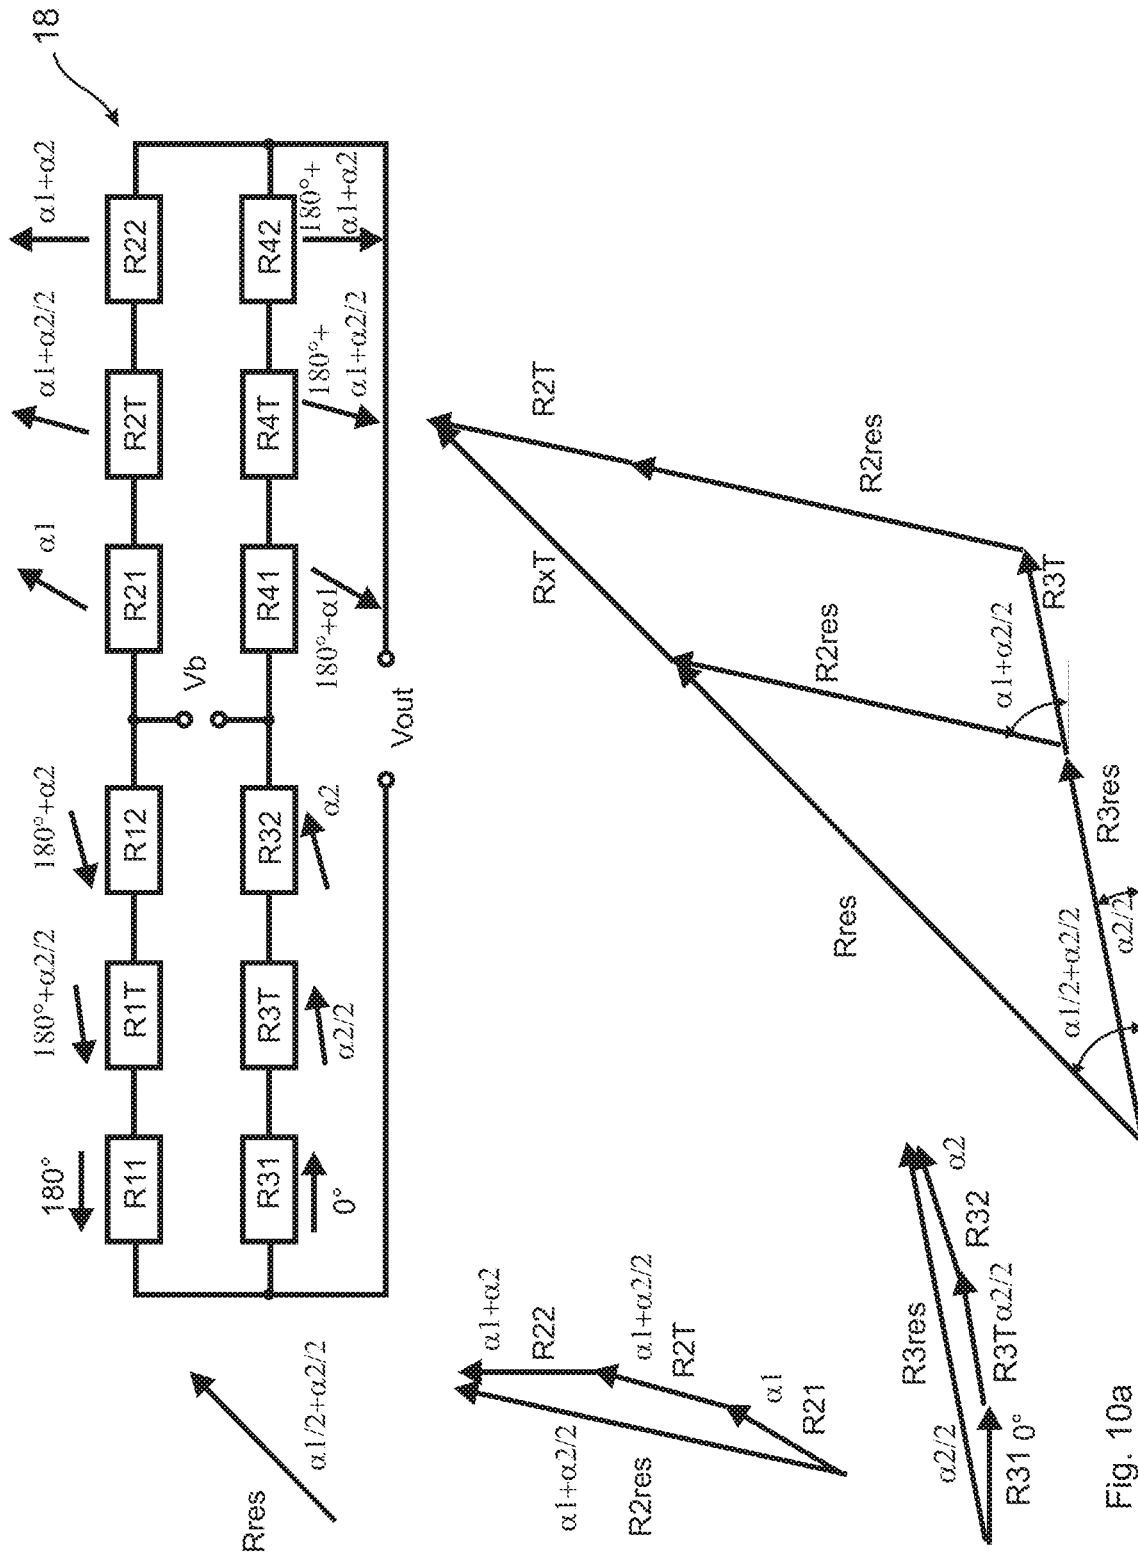 18
180°
180°+α2/2
180°+α2
α1
α1+α2/2
α1+α2
R11
R1T
R12
R21
R2T
R22
Vb
R31
R3T
R32
R41
R4T
R42
0°
α2/2
α2
180°+α1
180°+
α1+α2/2
180°+
α1+α2
Vout
Rres
α1/2+α2/2
α1+α2
R22
α1+α2/2
R2T
α1
R21
α1+α2/2
R2res
R3res
α2/2
α2
R32
R3T
α2/2
R31
0°
RxT
R2T
Rres
R2res
R2res
α1+α2/2
R3T
α1/2+α2/2
R3res
α2/2
Fig. 10a